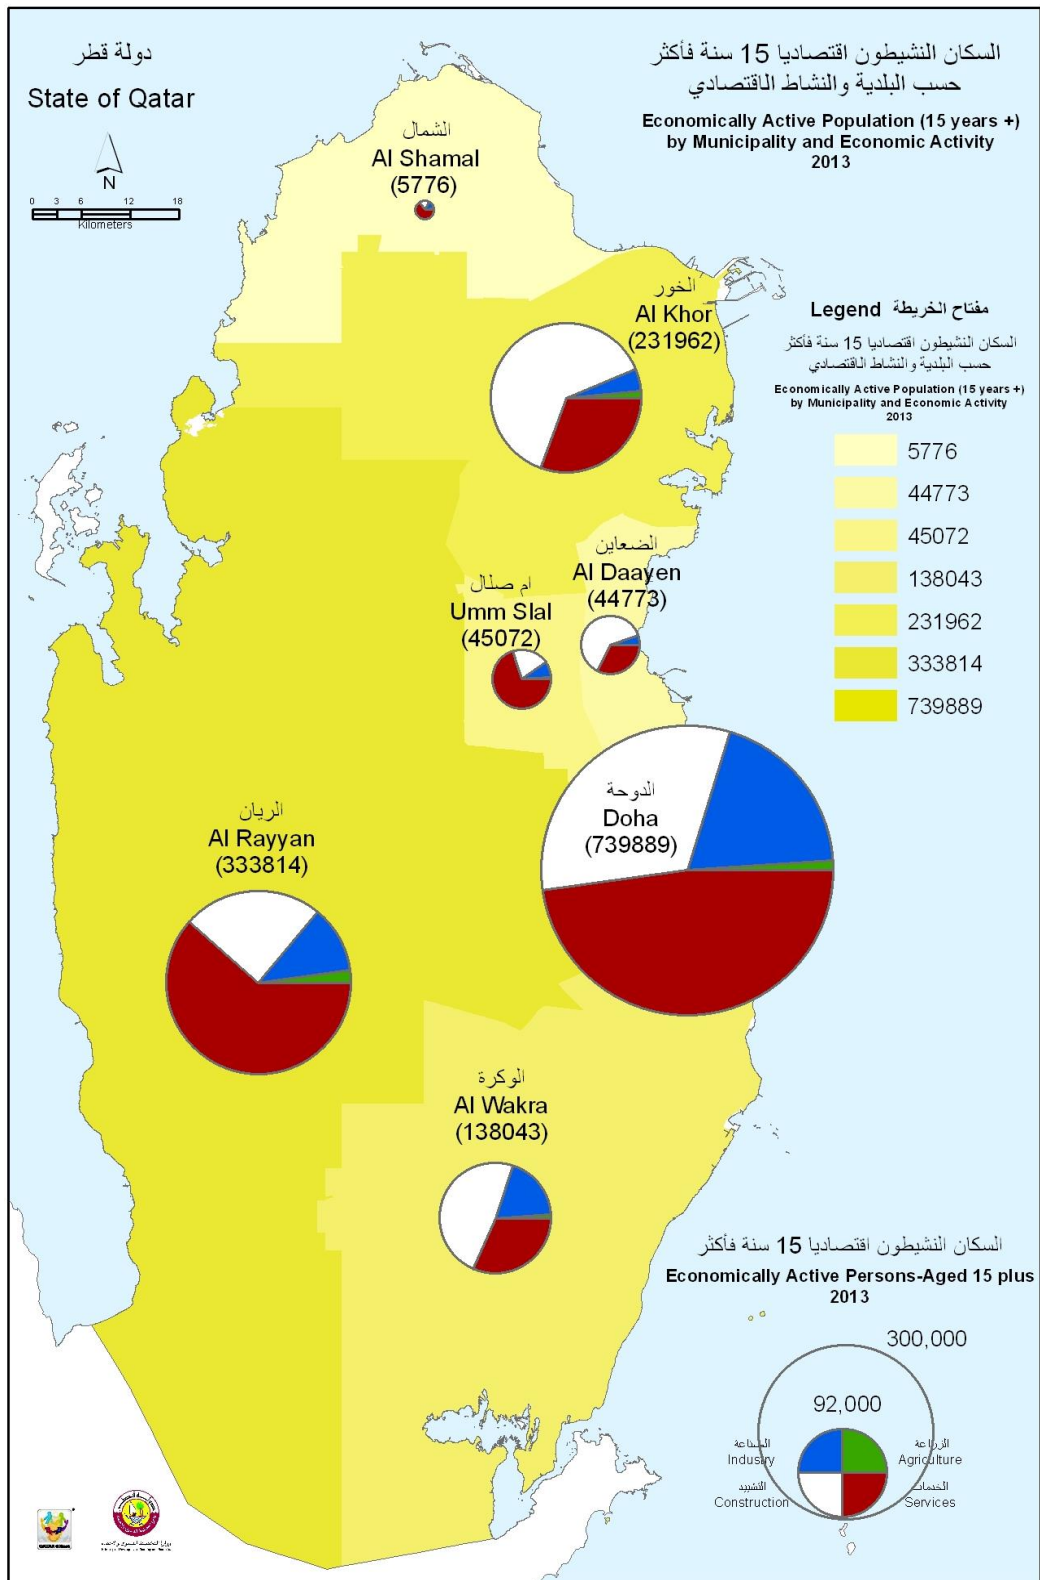 دولة قطر
State of Qatar
N
0 3 6 12 18
Kilometers
السكان النشيطون اقتصاديا 15 سنة فأكثر
حسب البلدية والنشاط الاقتصادي
Economically Active Population (15 years +)
by Municipality and Economic Activity
2013
الشمال
Al Shamal
(5776)
الخور
Al Khor
(231962)
Legend مفتاح الخريطة
السكان النشيطون اقتصاديا 15 سنة فأكثر
حسب البلدية والنشاط الاقتصادي
Economically Active Population (15 years +)
by Municipality and Economic Activity
2013
5776
44773
45072
138043
231962
333814
739889
الضعاين
Al Daayen
(44773)
ام صلال
Umm Slal
(45072)
الدوحة
Doha
(739889)
الريان
Al Rayyan
(333814)
الوكرة
Al Wakra
(138043)
السكان النشيطون اقتصاديا 15 سنة فأكثر
Economically Active Persons-Aged 15 plus
2013
300,000
92,000
الصناعة
Industry
الزراعة
Agriculture
التشييد
Construction
الخدمات
Services